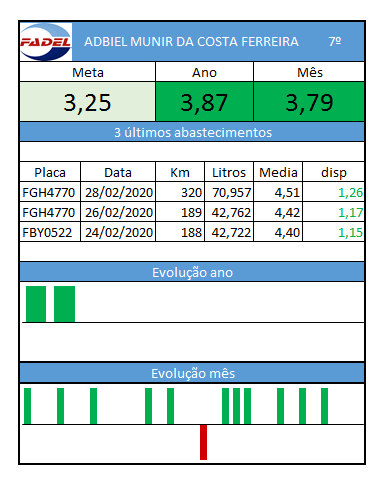 FADEL ADBIEL MUNIR DA COSTA FERREIRA 7º
Meta Ano Mês
3,25 3,87 3,79
3 últimos abastecimentos
Placa Data Km Litros Media disp
FGH4770 28/02/2020 320 70,957 4,51 1,26
FGH4770 26/02/2020 189 42,762 4,42 1,17
FBY0522 24/02/2020 188 42,722 4,40 1,15
Evolução ano
Evolução mês